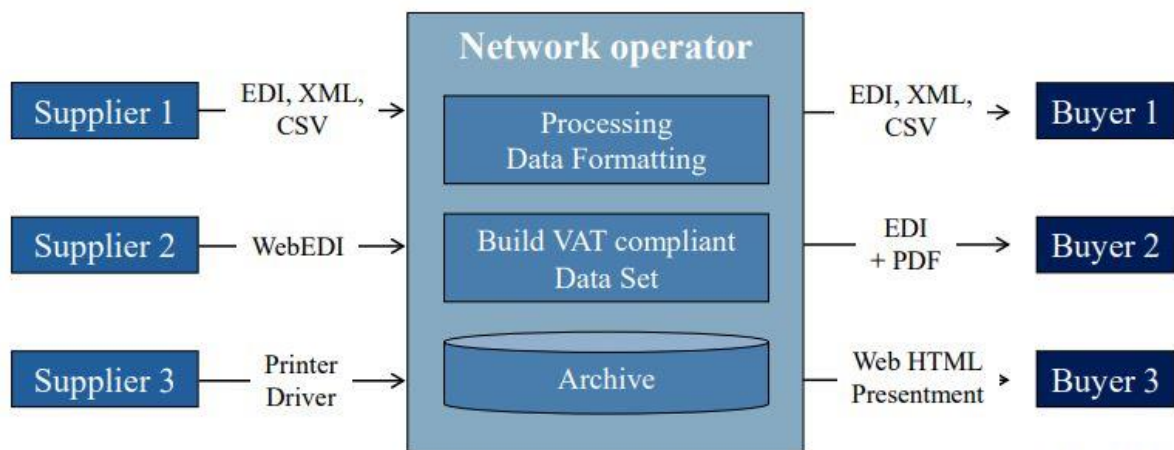 Network operator
Supplier 1
EDI, XML,
CSV
Processing
Data Formatting
EDI, XML,
CSV
Buyer 1
Supplier 2
WebEDI
Build VAT compliant
Data Set
EDI
+ PDF
Buyer 2
Supplier 3
Printer
Driver
Archive
Web HTML
Presentment
Buyer 3